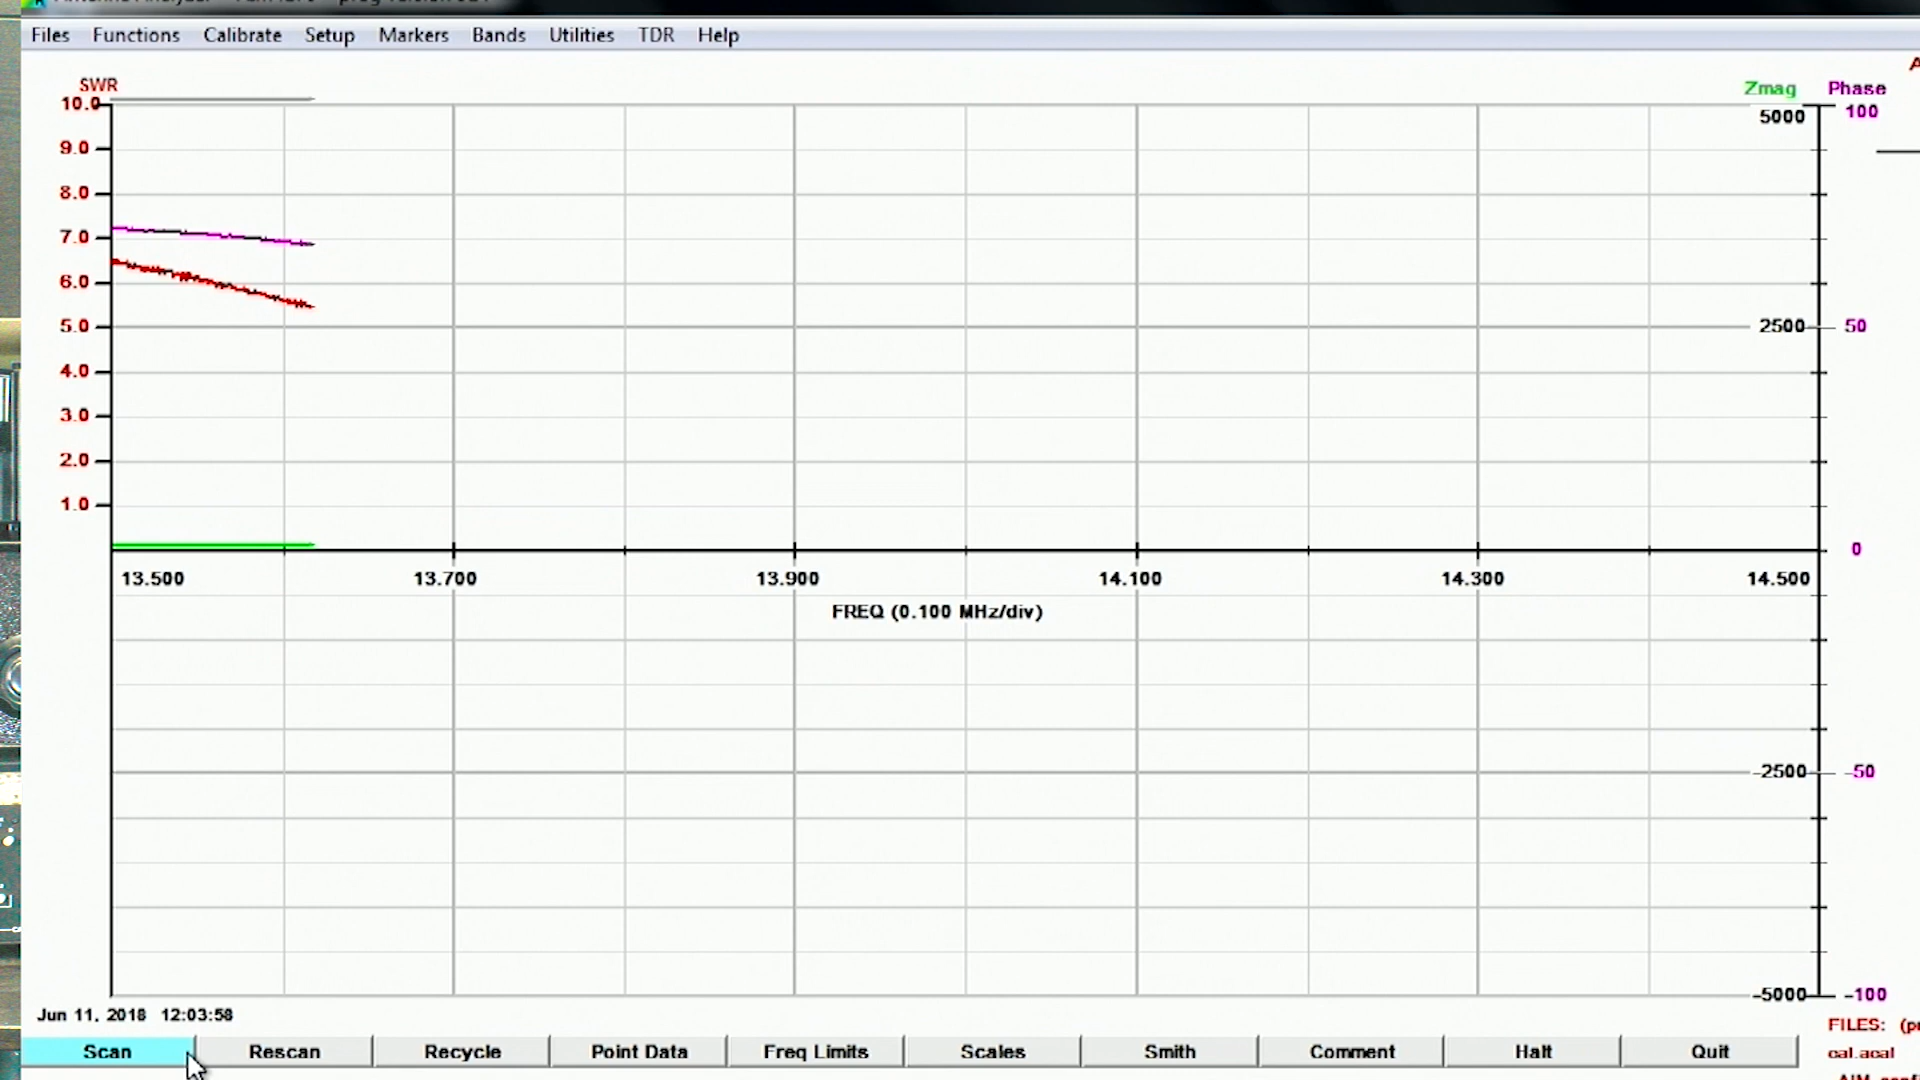 Files Functions Calibrate Setup Markers Bands Utilities TDR Help
SWR
Zmag Phase
10.0
9.0
8.0
7.0
6.0
5.0
4.0
3.0
2.0
1.0
5000 100
2500 50
0
-2500 -50
-5000 -100
13.500 13.700 13.900 14.100 14.300 14.500
FREQ (0.100 MHz/div)
Jun 11, 2018 12:03:58
FILES:
cal.acal
Scan Rescan Recycle Point Data Freq Limits Scales Smith Comment Halt Quit